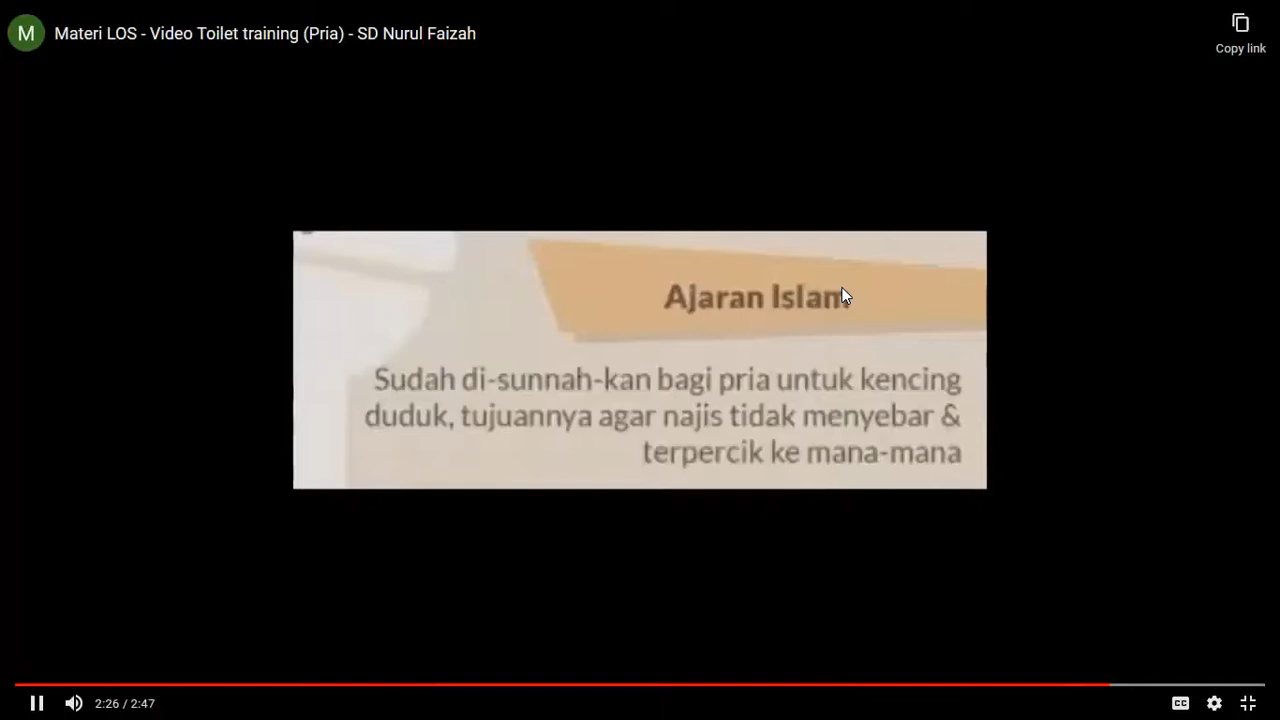 M
Materi LOS - Video Toilet training (Pria) - SD Nurul Faizah
Copy link
Ajaran Islam
Sudah di-sunnah-kan bagi pria untuk kencing
duduk, tujuannya agar najis tidak menyebar &
terpercik ke mana-mana
2:26 / 2:47
CC